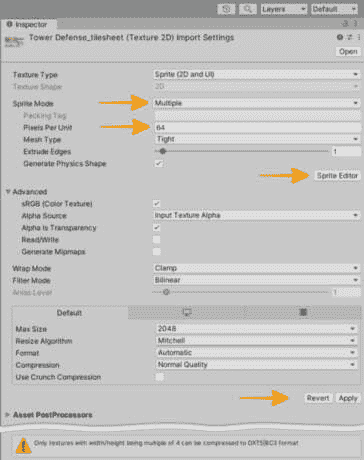 Layers Default
Inspector
Tower Defense_tilesheet (Texture 2D) Import Settings
Open
Texture Type Sprite (2D and UI)
Texture Shape 2D
Sprite Mode Multiple
Packing Tag
Pixels Per Unit 64
Mesh Type Tight
Extrude Edges 1
Generate Physics Shape
Sprite Editor
Advanced
sRGB (Color Texture)
Alpha Source Input Texture Alpha
Alpha Is Transparency
Read/Write
Generate Mipmaps
Wrap Mode Clamp
Filter Mode Bilinear
Aniso Level 1
Default
Max Size 2048
Resize Algorithm Mitchell
Format Automatic
Compression Normal Quality
Use Crunch Compression
Revert Apply
Asset PostProcessors
Only textures with width/height being multiple of 4 can be compressed to DXT5|BC3 format